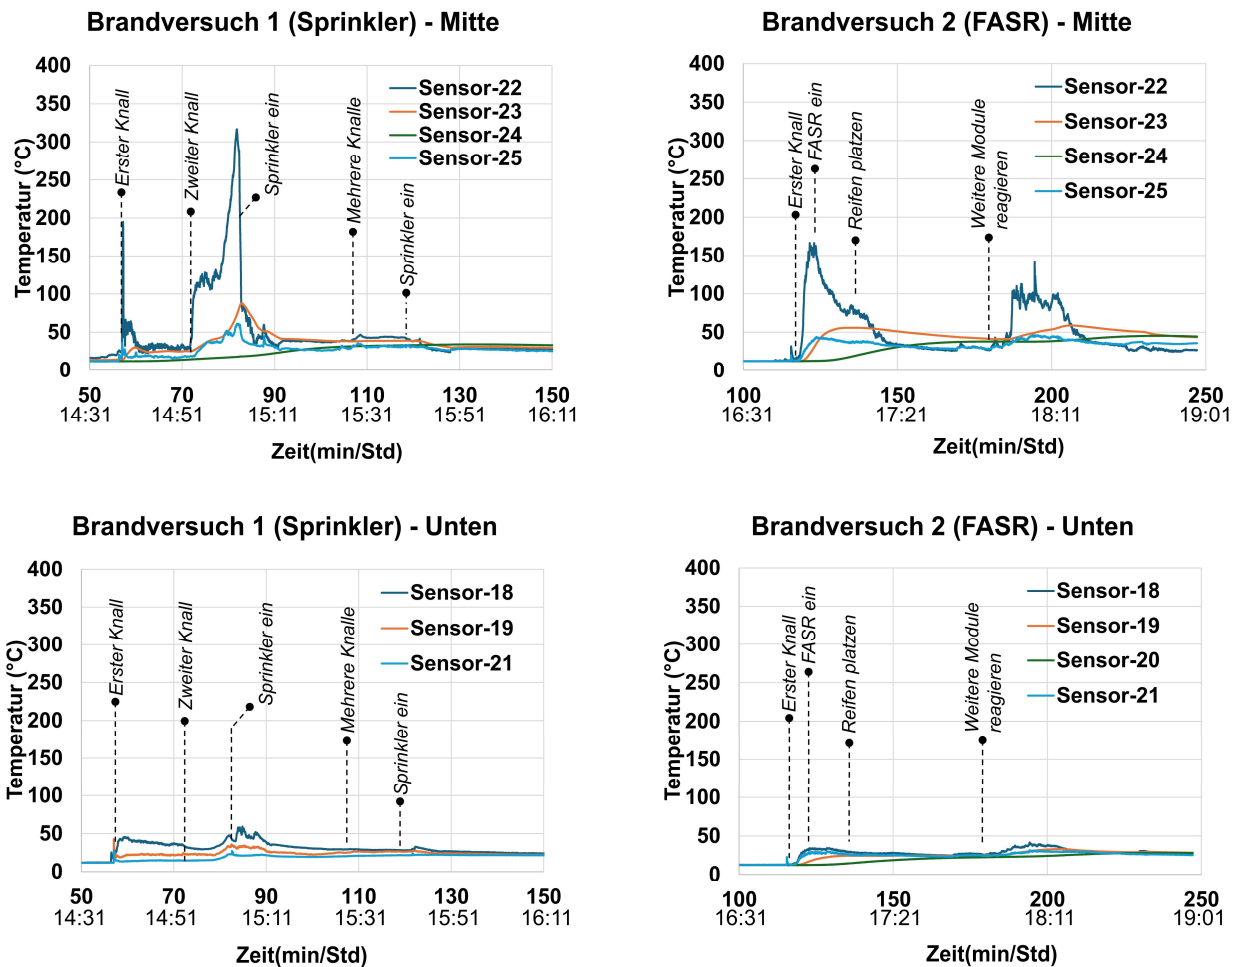 Brandversuch 1 (Sprinkler) - Mitte
400
350
300
250
200
150
100
50
0
Temperatur (°C)
Erster Knall
Zweiter Knall
Sprinkler ein
Mehrere Knalle
Sprinkler ein
Sensor-22
Sensor-23
Sensor-24
Sensor-25
50 70 90 110 130 150
14:31 14:51 15:11 15:31 15:51 16:11
Zeit(min/Std)
Brandversuch 2 (FASR) - Mitte
400
350
300
250
200
150
100
50
0
Temperatur (°C)
Erster Knall
FASR ein
Reifen platzen
Weitere Module
reagieren
Sensor-22
Sensor-23
Sensor-24
Sensor-25
100 150 200 250
16:31 17:21 18:11 19:01
Zeit(min/Std)
Brandversuch 1 (Sprinkler) - Unten
400
350
300
250
200
150
100
50
0
Temperatur (°C)
Erster Knall
Zweiter Knall
Sprinkler ein
Mehrere Knalle
Sprinkler ein
Sensor-18
Sensor-19
Sensor-21
50 70 90 110 130 150
14:31 14:51 15:11 15:31 15:51 16:11
Zeit(min/Std)
Brandversuch 2 (FASR) - Unten
400
350
300
250
200
150
100
50
0
Temperatur (°C)
Erster Knall
FASR ein
Reifen platzen
Weitere Module
reagieren
Sensor-18
Sensor-19
Sensor-20
Sensor-21
100 150 200 250
16:31 17:21 18:11 19:01
Zeit(min/Std)